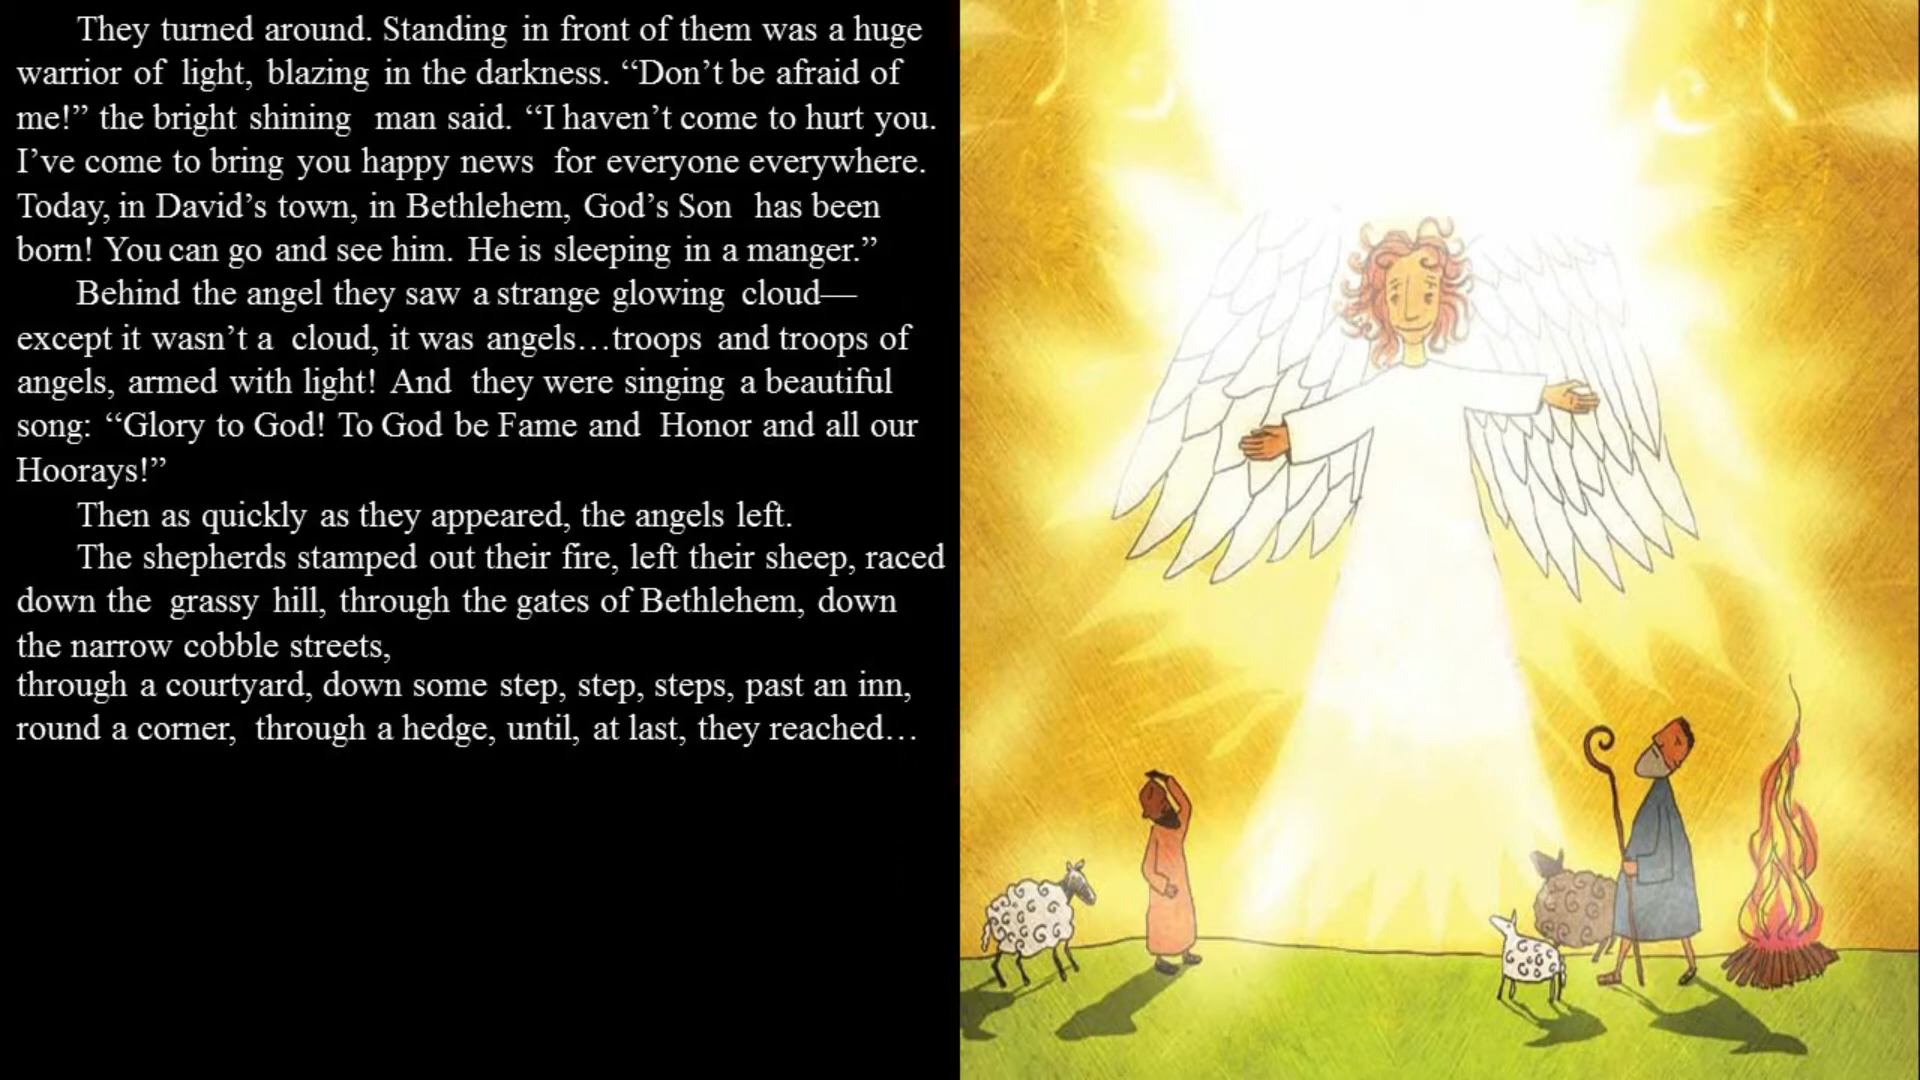 They turned around. Standing in front of them was a huge
warrior of light, blazing in the darkness. “Don’t be afraid of
me!” the bright shining man said. “I haven’t come to hurt you.
I’ve come to bring you happy news for everyone everywhere.
Today, in David’s town, in Bethlehem, God’s Son has been
born! You can go and see him. He is sleeping in a manger.”
Behind the angel they saw a strange glowing cloud—
except it wasn’t a cloud, it was angels…troops and troops of
angels, armed with light! And they were singing a beautiful
song: “Glory to God! To God be Fame and Honor and all our
Hoorays!”
Then as quickly as they appeared, the angels left.
The shepherds stamped out their fire, left their sheep, raced
down the grassy hill, through the gates of Bethlehem, down
the narrow cobble streets,
through a courtyard, down some step, step, steps, past an inn,
round a corner, through a hedge, until, at last, they reached…